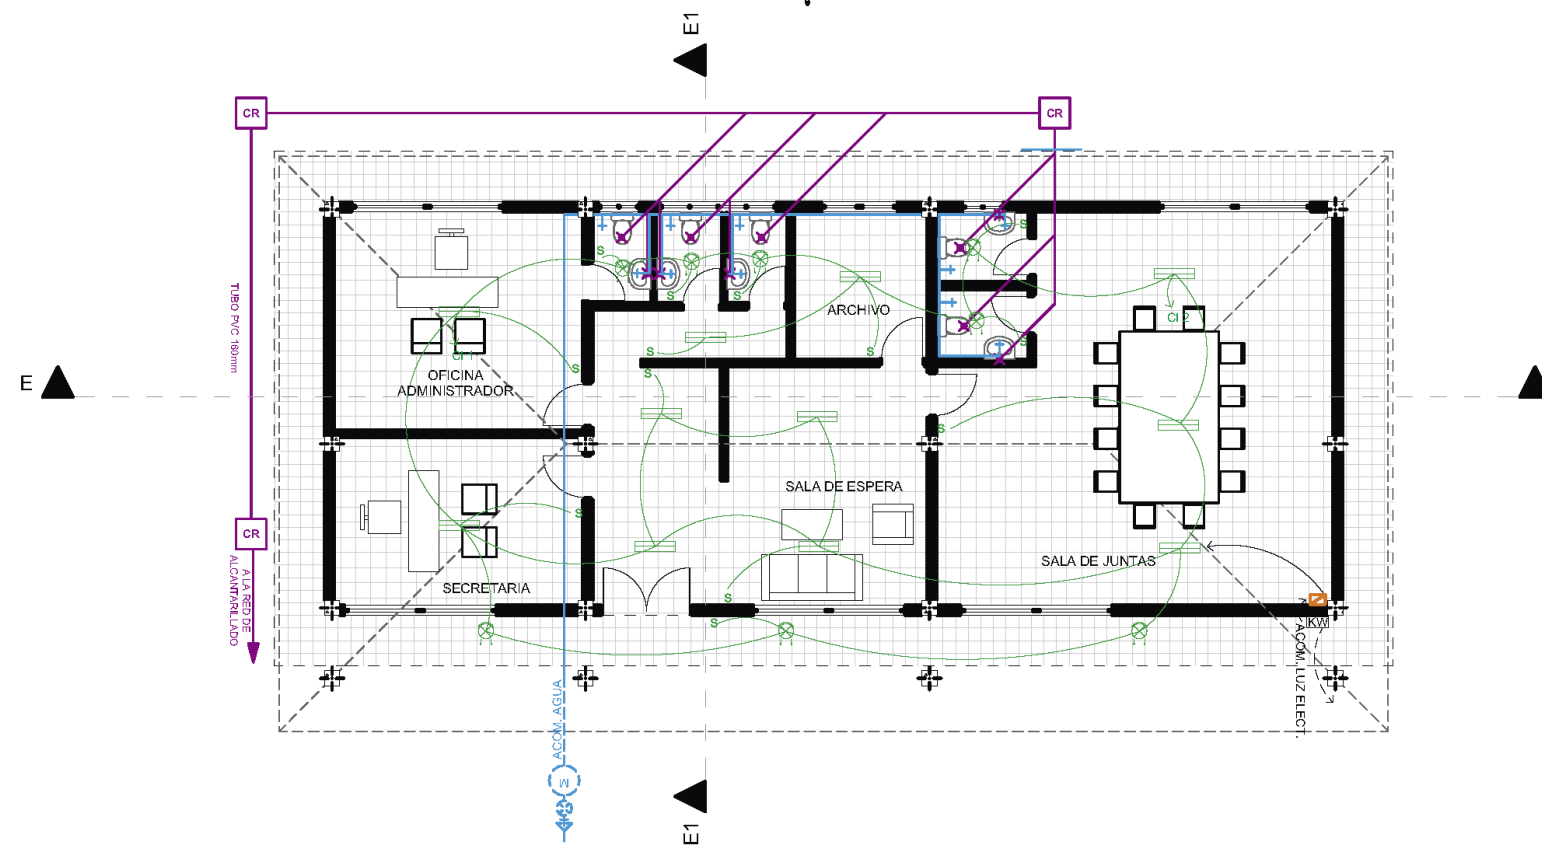 E1
CR
CR
TUBO PVC 160mm
ARCHIVO
S
S
S
S
S
S
CI 2
S
S
S
CI 1
S
OFICINA
ADMINISTRADOR
E
S
SALA DE ESPERA
S
CR
A LA RED DE
ALCANTARILLADO
SALA DE JUNTAS
SECRETARIA
S
S
KW
ACOM. LUZ ELECT.
ACOM. AGUA
M
E1